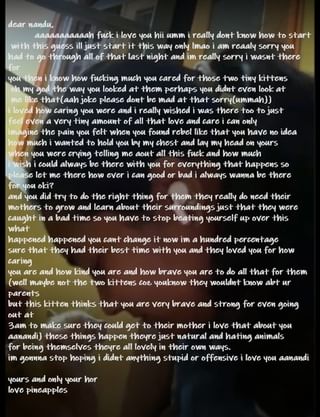 dear nandu,
aaaaaaaaaaah fuck i love you hii umm i really dont know how to start
with this guess ill just start it this way only lmao i am reaaly sorry you
had to go through all of that last night and im really sorry i wasnt there
for
you then i know how fucking much you cared for those two tiny kittens
oh my god the way you looked at them perhaps you didnt even look at
me like that(aah joke please dont be mad at that sorry(ummah))
i loved how caring you were and i really wished i was there too to just
feel even a very tiny amount of all that love and care i can only
imagine the pain you felt when you found rebel like that you have no idea
how much i wanted to hold you by my chest and lay my head on yours
when you were crying telling me aout all this fuck and how much
i wish i could always be there with you for everything that happens so
please let me there how ever i can good or bad i always wanna be there
for you oki?
and you did try to do the right thing for them they really do need their
mothers to grow and learn about their surroundings just that they were
caught in a bad time so you have to stop beating yourself up over this
what
happened happened you cant change it now im a hundred percentage
sure that they had their best time with you and they loved you for how
caring
you are and how kind you are and how brave you are to do all that for them
(well maybe not the two kittens coz youknow they wouldnt know abt ur
parents
but this kitten thinks that you are very brave and strong for even going
out at
3am to make sure they could get to their mother i love that about you
aanandi) these things happen theyre just natural and hating animals
for being themselves theyre all lovely in their own ways.
im gonnna stop hoping i didnt anything stupid or offensive i love you aanandi

yours and only your hor
love pineapples